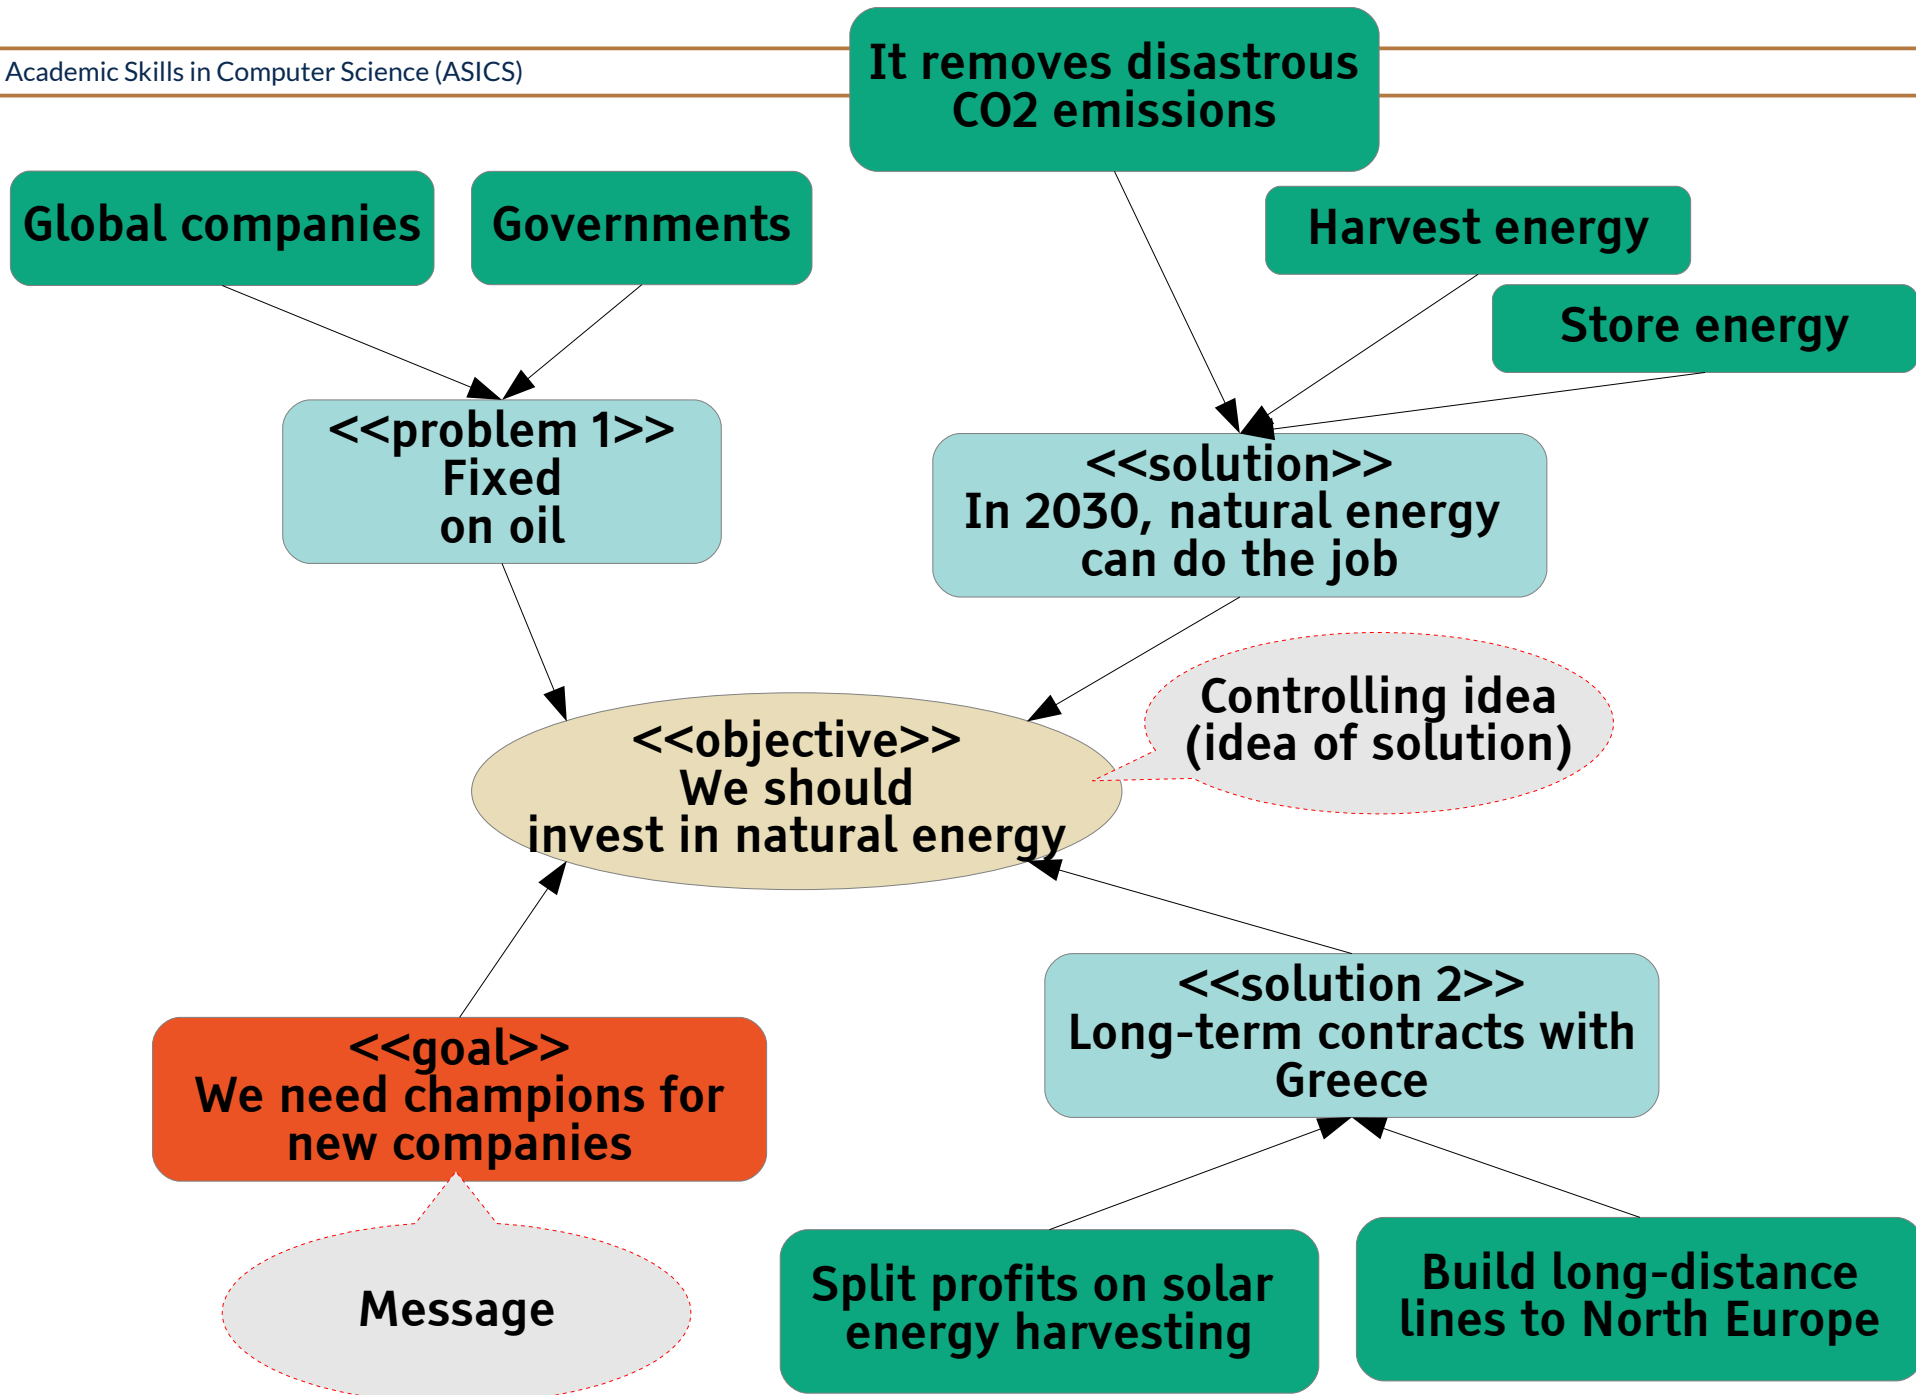 Academic Skills in Computer Science (ASICS)
It removes disastrous
CO2 emissions
Global companies
Governments
Harvest energy
Store energy
<<problem 1>>
Fixed
on oil
<<solution>>
In 2030, natural energy
can do the job
Controlling idea
(idea of solution)
<<objective>>
We should
invest in natural energy
<<solution 2>>
Long-term contracts with
Greece
<<goal>>
We need champions for
new companies
Message
Split profits on solar
energy harvesting
Build long-distance
lines to North Europe